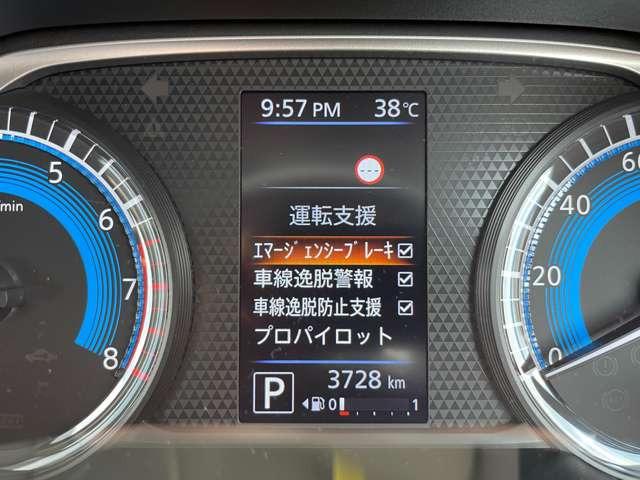 9:57 PM 38℃
運転支援
エマージェンシーブレーキ
車線逸脱警報
車線逸脱防止支援
プロパイロット
P 3728 km
0 1
5
/min
6
7
8
60
40
20
0